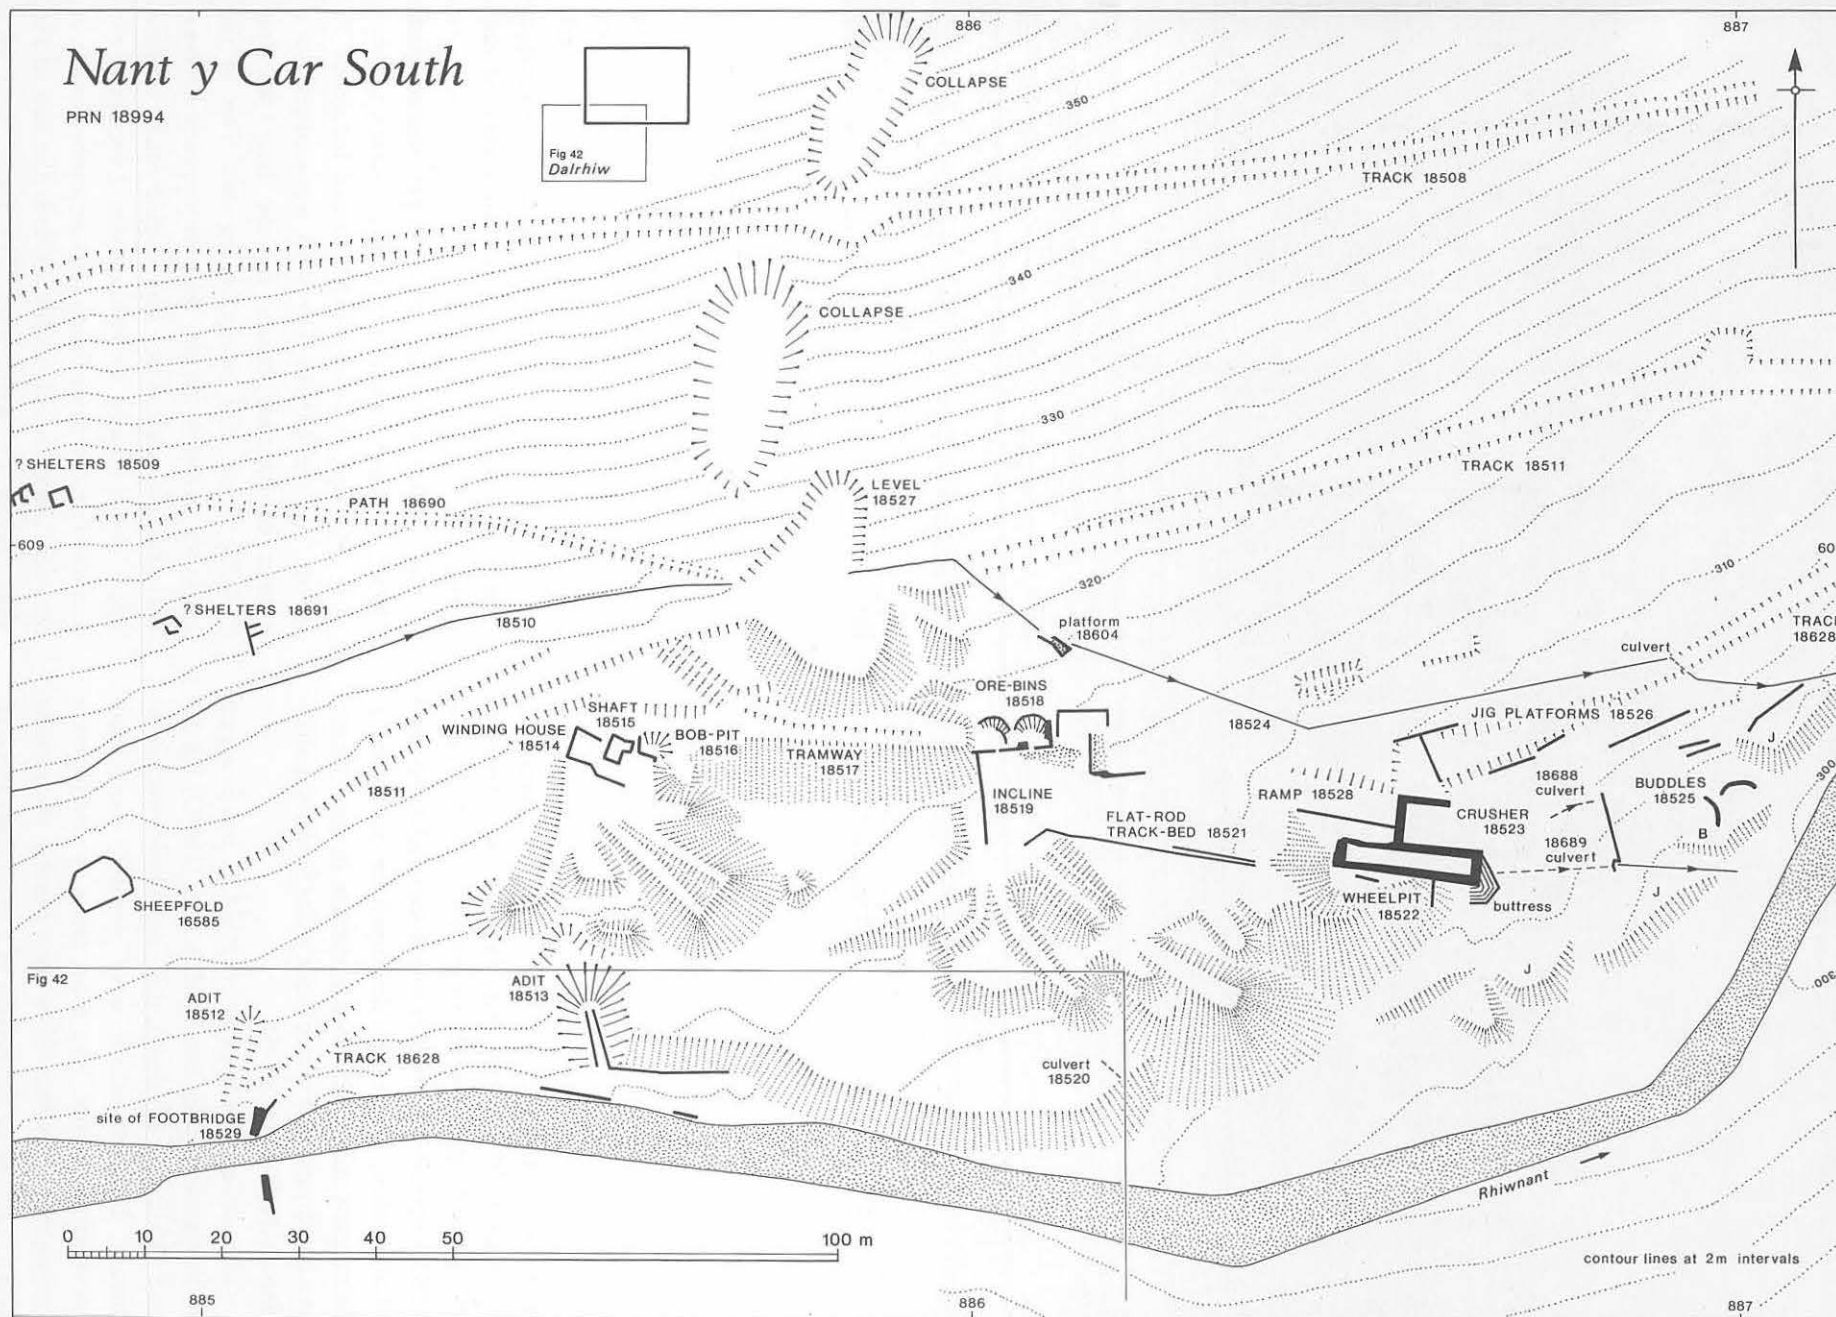 886
887
Nant y Car South
PRN 18994
Fig 42
Dalrhiw
COLLAPSE
350
TRACK 18508
340
COLLAPSE
330
? SHELTERS 18509
PATH 18690
LEVEL
18527
TRACK 18511
609
320
310
60
? SHELTERS 18691
18510
platform
18604
TRACK
18628
culvert
ORE-BINS
18518
SHAFT
18515
WINDING HOUSE
18514
BOB-PIT
18516
TRAMWAY
18517
18524
JIG PLATFORMS 18526
J
18511
INCLINE
18519
RAMP 18528
18688
culvert
BUDDLES
18525
300
CRUSHER
18523
FLAT-ROD
TRACK-BED 18521
18689
culvert
B
SHEEPFOLD
16585
WHEELPIT
18522
buttress
J
J
Fig 42
ADIT
18512
ADIT
18513
300
TRACK 18628
culvert
18520
site of FOOTBRIDGE
18529
Rhiwnant
0 10 20 30 40 50 100 m
contour lines at 2m intervals
885
886
887